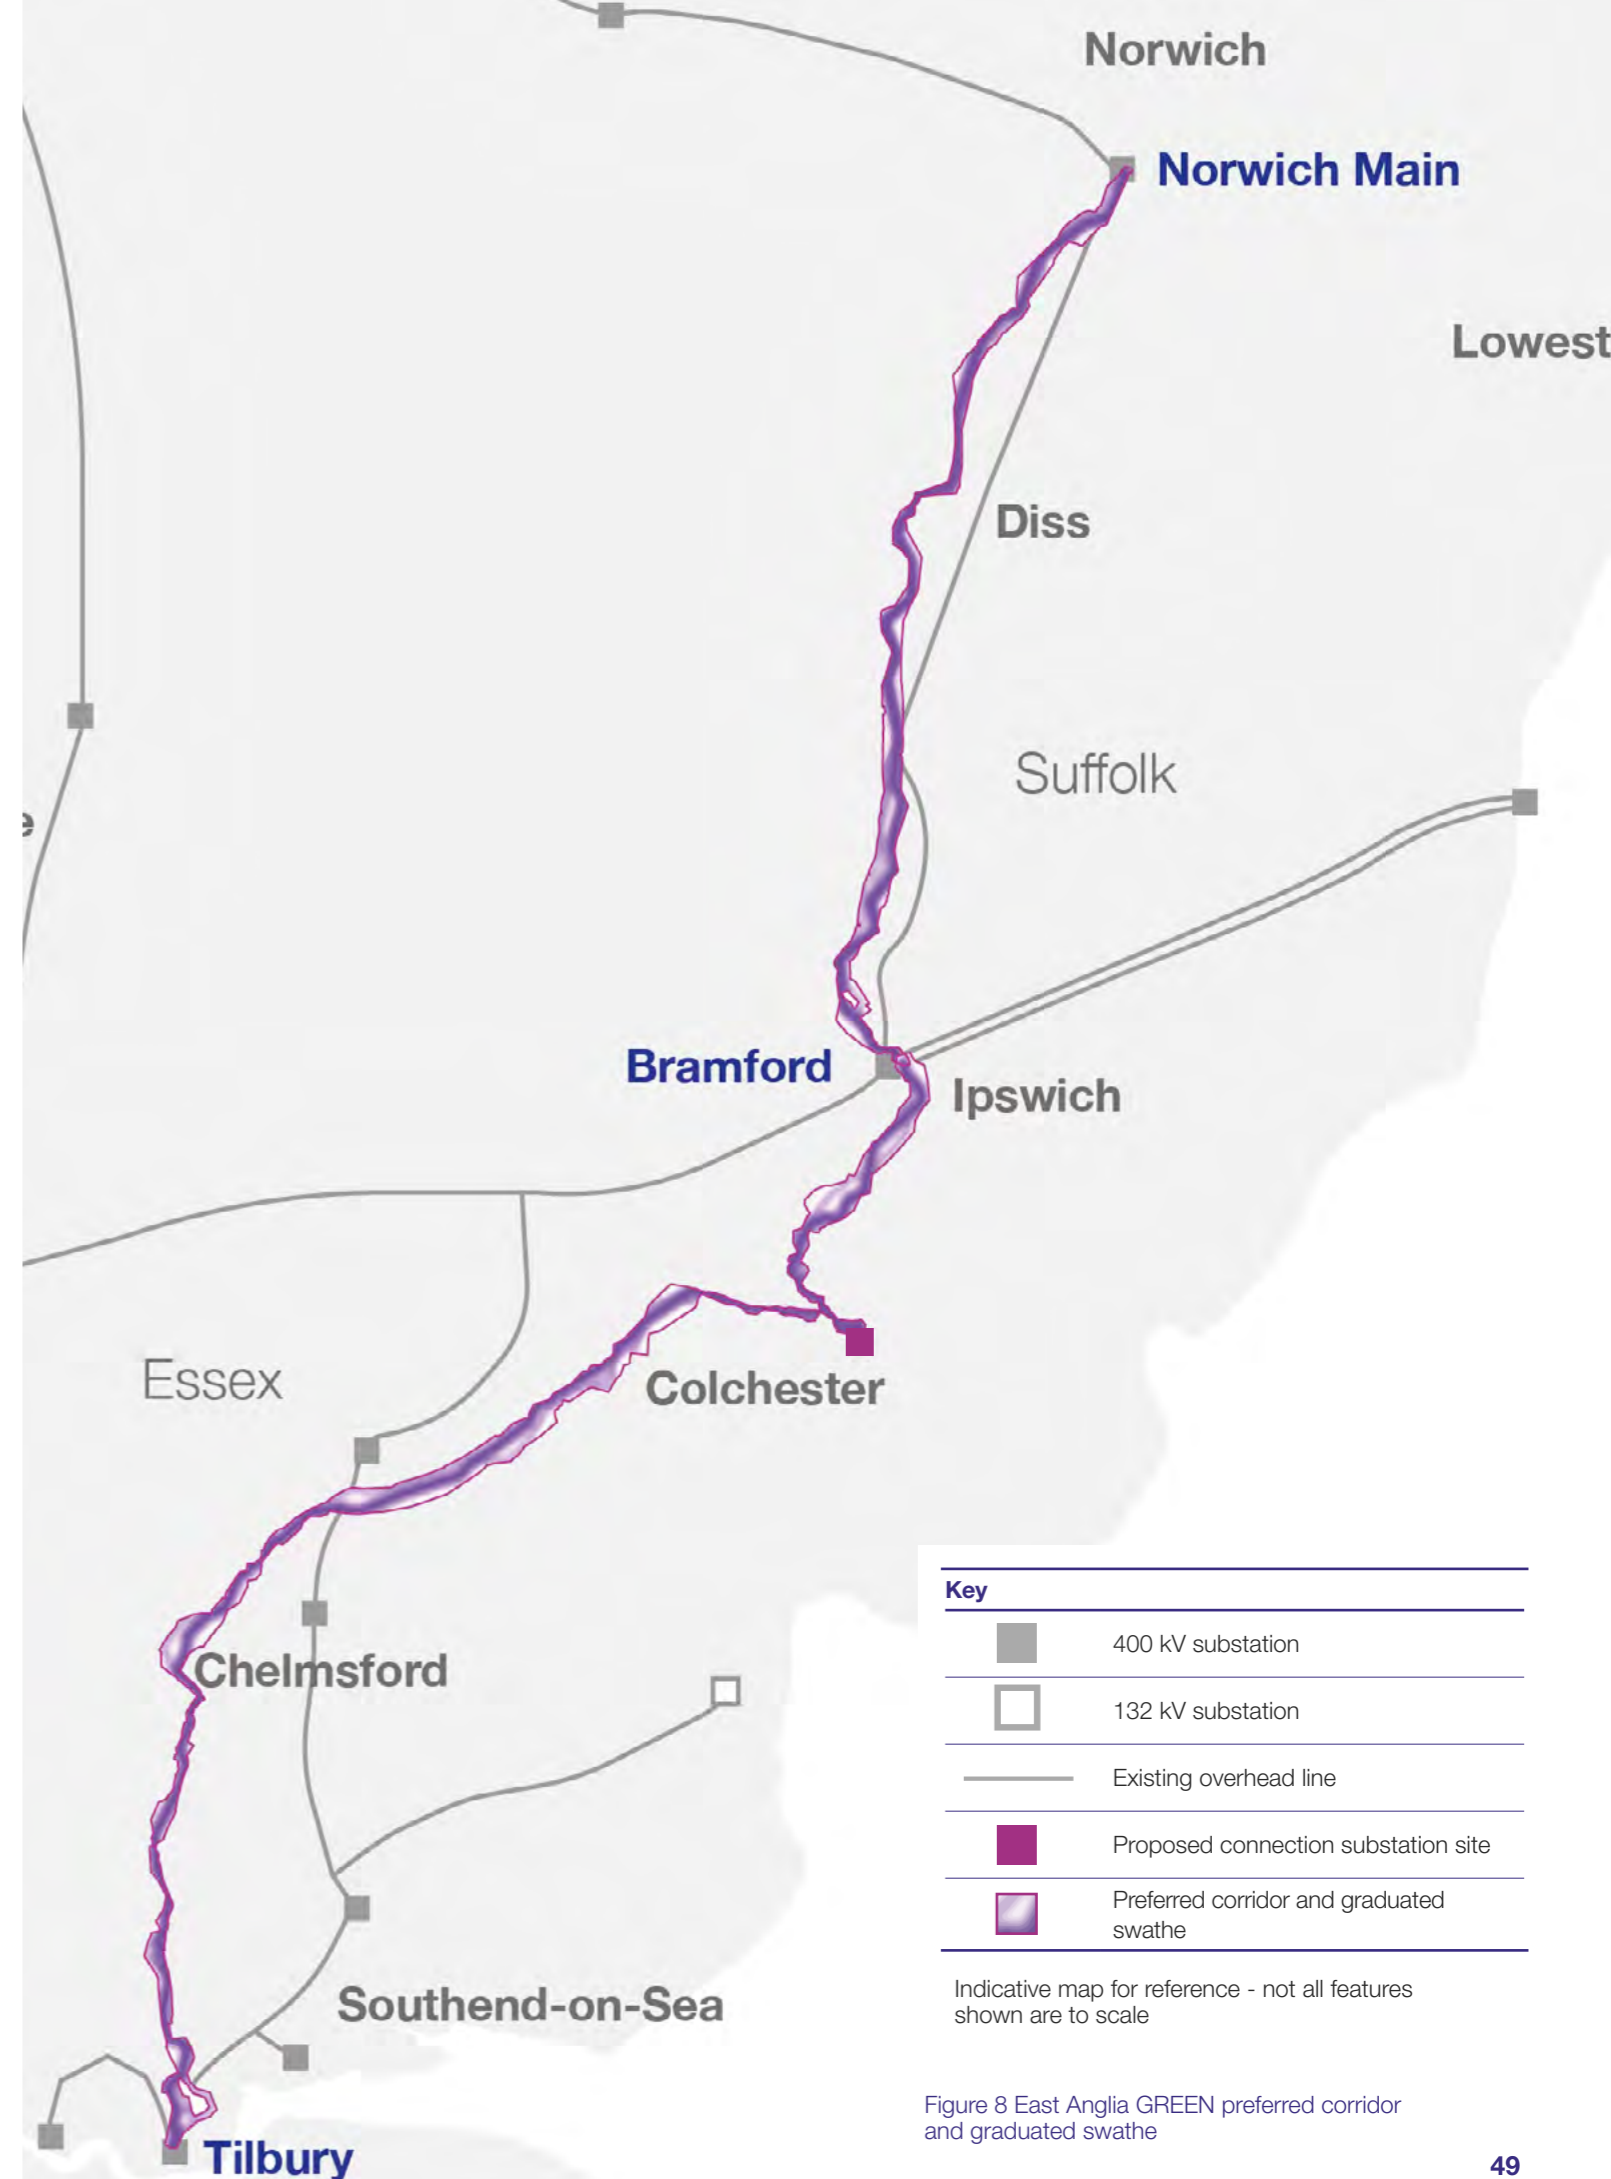 Norwich
Norwich Main
Lowest
Diss
Suffolk
e
Bramford
Ipswich
Essex
Colchester
Chelmsford
Southend-on-Sea
Tilbury
Key
400 kV substation
132 kV substation
Existing overhead line
Proposed connection substation site
Preferred corridor and graduated
swathe
Indicative map for reference - not all features
shown are to scale
Figure 8 East Anglia GREEN preferred corridor
and graduated swathe
49